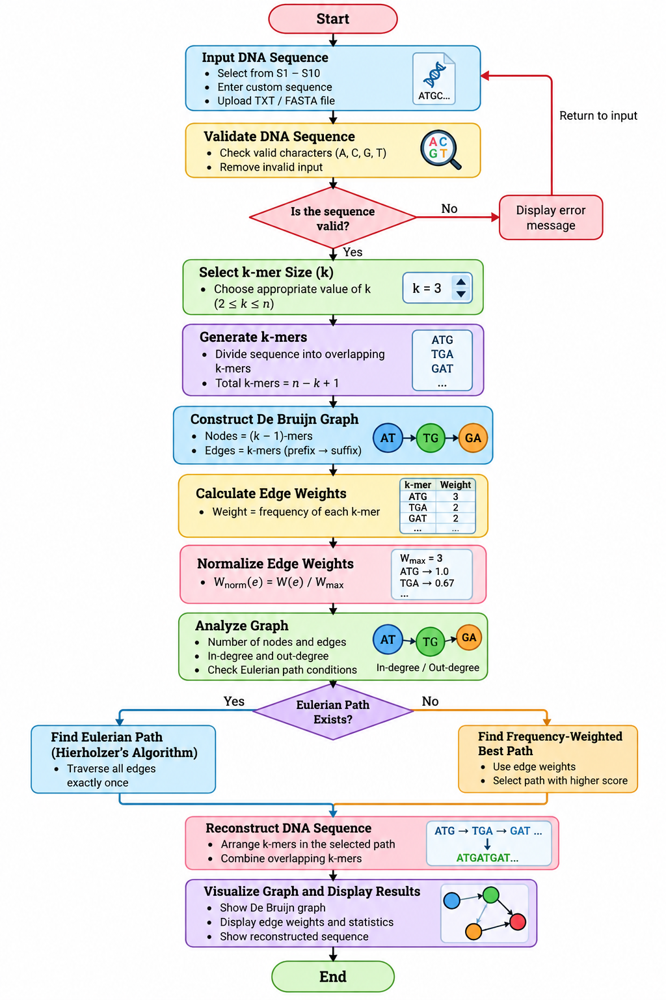 Start
Input DNA Sequence
• Select from S1 – S10
• Enter custom sequence
• Upload TXT / FASTA file
ATGC...
Return to input
Validate DNA Sequence
• Check valid characters (A, C, G, T)
• Remove invalid input
A C
G T
Is the sequence
valid?
No
Display error
message
Yes
Select k-mer Size (k)
• Choose appropriate value of k
(2 ≤ k ≤ n)
k = 3
Generate k-mers
• Divide sequence into overlapping
k-mers
• Total k-mers = n − k + 1
ATG
TGA
GAT
...
Construct De Bruijn Graph
• Nodes = (k − 1)-mers
• Edges = k-mers (prefix → suffix)
AT → TG → GA
Calculate Edge Weights
• Weight = frequency of each k-mer
k-mer Weight
ATG 3
TGA 2
GAT 2
... ...
Normalize Edge Weights
• Wnorm(e) = W(e) / Wmax
Wmax = 3
ATG → 1.0
TGA → 0.67
...
Analyze Graph
• Number of nodes and edges
• In-degree and out-degree
• Check Eulerian path conditions
AT → TG → GA
In-degree / Out-degree
Eulerian Path
Exists?
Yes
No
Find Eulerian Path
(Hierholzer’s Algorithm)
• Traverse all edges
exactly once
Find Frequency-Weighted
Best Path
• Use edge weights
• Select path with higher score
Reconstruct DNA Sequence
• Arrange k-mers in the selected path
• Combine overlapping k-mers
ATG → TGA → GAT ...
↓
ATGATGAT...
Visualize Graph and Display Results
• Show De Bruijn graph
• Display edge weights and statistics
• Show reconstructed sequence
End